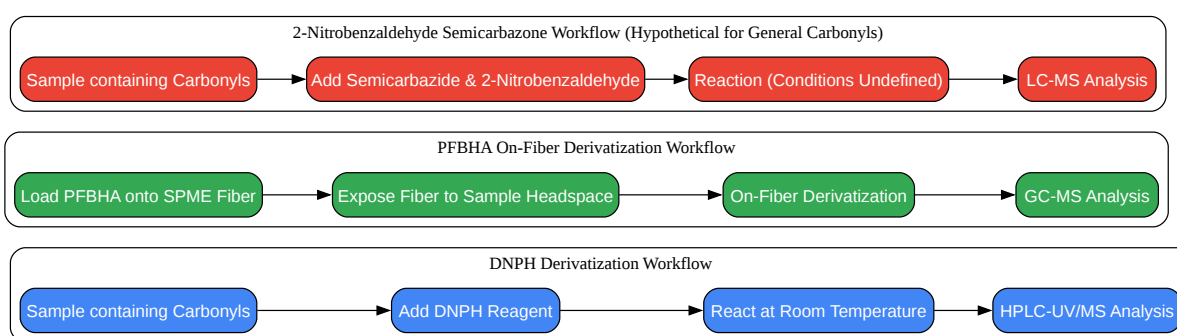 2-Nitrobenzaldehyde Semicarbazone Workflow (Hypothetical for General Carbonyls)
Sample containing Carbonyls
Add Semicarbazide & 2-Nitrobenzaldehyde
Reaction (Conditions Undefined)
LC-MS Analysis
PFBHA On-Fiber Derivatization Workflow
Load PFBHA onto SPME Fiber
Expose Fiber to Sample Headspace
On-Fiber Derivatization
GC-MS Analysis
DNPH Derivatization Workflow
Sample containing Carbonyls
Add DNPH Reagent
React at Room Temperature
HPLC-UV/MS Analysis